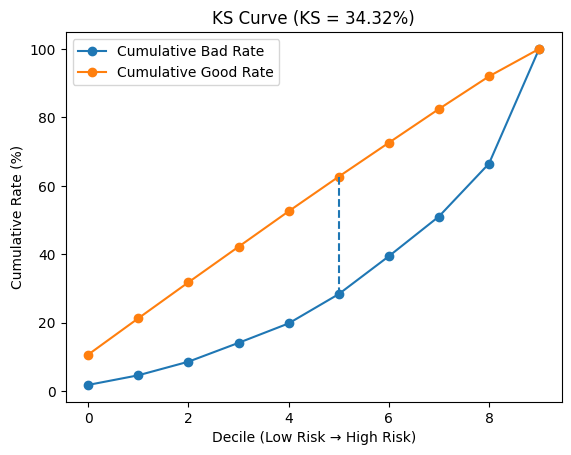 KS Curve (KS = 34.32%)
Cumulative Bad Rate
Cumulative Good Rate
Cumulative Rate (%)
100
80
60
40
20
0
0 2 4 6 8
Decile (Low Risk → High Risk)